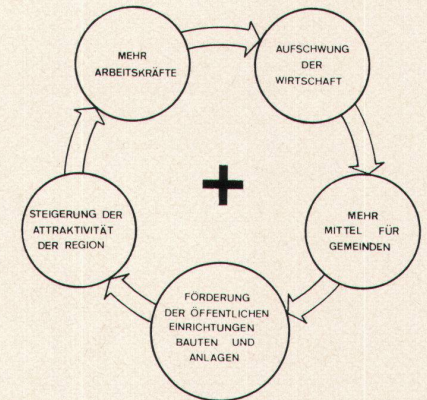 MEHR
ARBEITSKRÄFTE
AUFSCHWUNG
DER
WIRTSCHAFT
MEHR
MITTEL FÜR
GEMEINDEN
FÖRDERUNG
DER ÖFFENTLICHEN
EINRICHTUNGEN
BAUTEN UND
ANLAGEN
STEIGERUNG DER
ATTRAKTIVITÄT
DER REGION
+